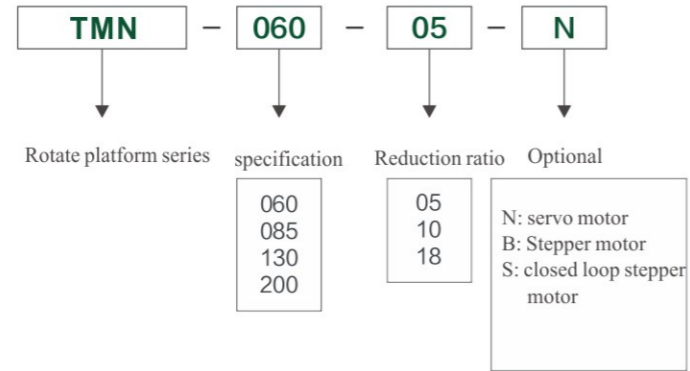 TMN – 060 – 05 – N
Rotate platform series specification Reduction ratio Optional
060
085
130
200
05
10
18
N: servo motor
B: Stepper motor
S: closed loop stepper
motor